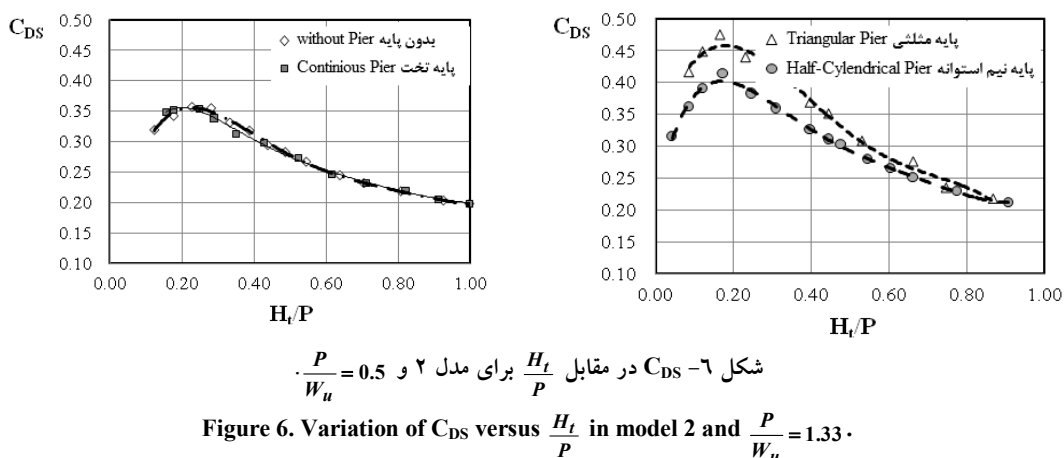 C_DS
0.50
0.45
0.40
0.35
0.30
0.25
0.20
0.15
0.10
0.00 0.20 0.40 0.60 0.80 1.00
H_t/P
without Pier بدون پایه
Continious Pier پایه تخت
C_DS
0.50
0.45
0.40
0.35
0.30
0.25
0.20
0.15
0.10
0.00 0.20 0.40 0.60 0.80 1.00
H_t/P
Triangular Pier پایه مثلثی
Half-Cylendrical Pier پایه نیم استوانه
شکل ٦- C_DS در مقابل H_t/P برای مدل ۲ و P/W_u = 0.5 .
Figure 6. Variation of C_DS versus H_t/P in model 2 and P/W_u = 1.33 .